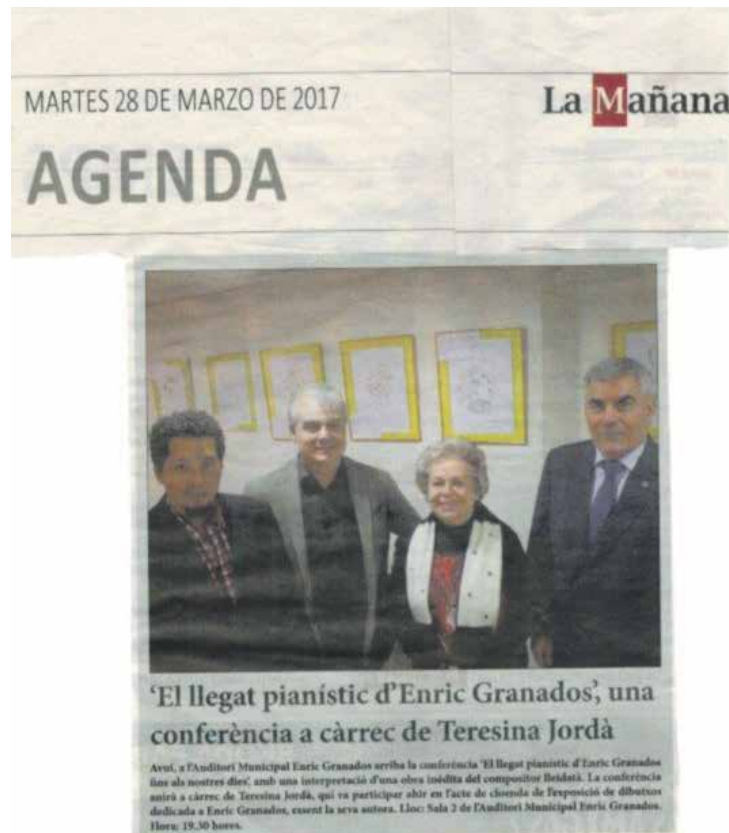 MARTES 28 DE MARZO DE 2017
La Mañana
AGENDA
‘El llegat pianístic d’Enric Granados’, una
conferència a càrrec de Teresina Jordà
Avui, a l’Auditori Municipal Enric Granados arriba la conferència ‘El llegat pianístic d’Enric Granados
fins als nostres dies’, amb una interpretació d’una obra inèdita del compositor lleidatà. La conferència
anirà a càrrec de Teresina Jordà, qui va participar ahir en l’acte de cloenda de l’exposició de dibuixos
dedicada a Enric Granados, essent la seva autora. Lloc: Sala 2 de l’Auditori Municipal Enric Granados.
Hora: 19.30 hores.